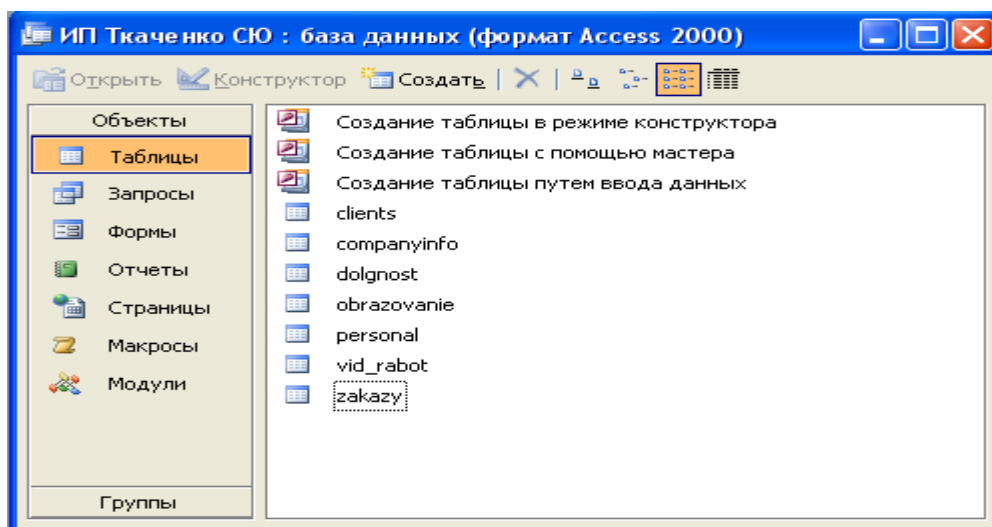 ИП Ткаченко СЮ : база данных (формат Access 2000)
Открыть Конструктор Создать
Объекты
Таблицы
Запросы
Формы
Отчеты
Страницы
Макросы
Модули
Группы
Создание таблицы в режиме конструктора
Создание таблицы с помощью мастера
Создание таблицы путем ввода данных
clients
companyinfo
dolgnost
obrazovanie
personal
vid_rabot
zakazy